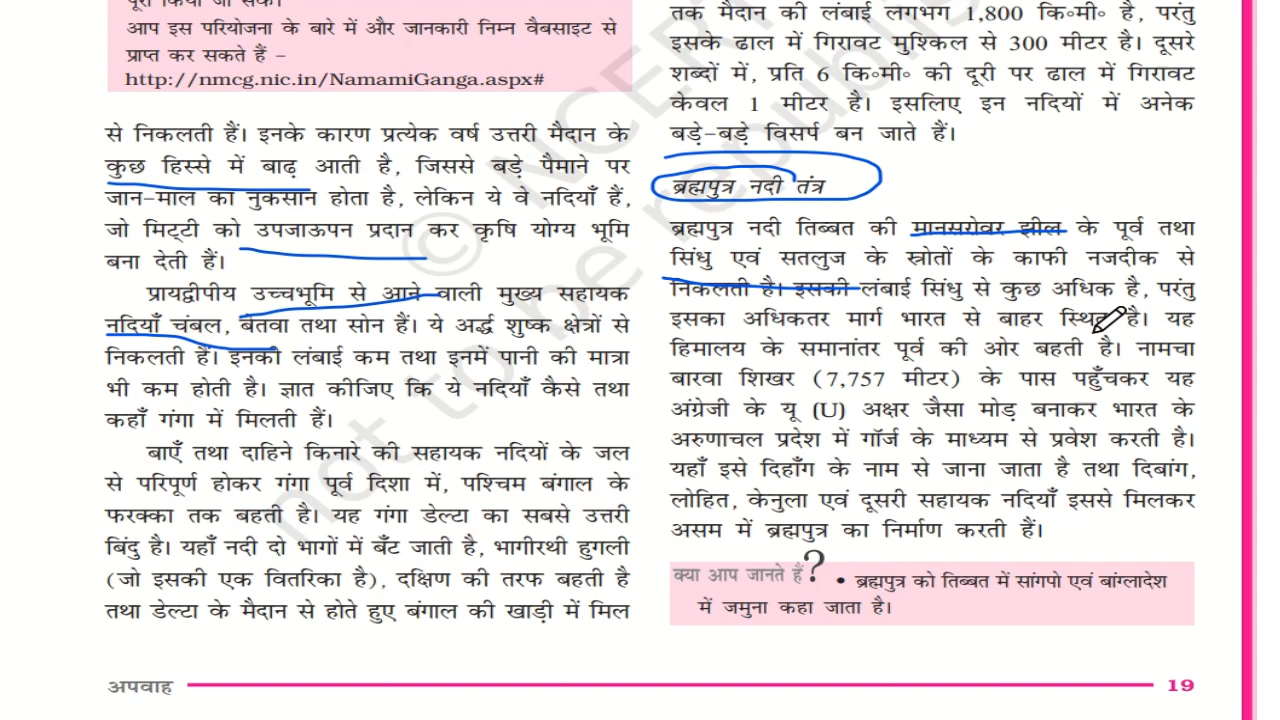 पूरा किया जा सके।
आप इस परियोजना के बारे में और जानकारी निम्न वैबसाइट से
प्राप्त कर सकते हैं –
http://nmcg.nic.in/NamamiGanga.aspx#
से निकलती हैं। इनके कारण प्रत्येक वर्ष उत्तरी मैदान के
कुछ हिस्से में बाढ़ आती है, जिससे बड़े पैमाने पर
जान–माल का नुकसान होता है, लेकिन ये वे नदियाँ हैं,
जो मिट्टी को उपजाऊपन प्रदान कर कृषि योग्य भूमि
बना देती हैं।
प्रायद्वीपीय उच्चभूमि से आने वाली मुख्य सहायक
नदियाँ चंबल, बेतवा तथा सोन हैं। ये अर्द्ध शुष्क क्षेत्रों से
निकलती हैं। इनकी लंबाई कम तथा इनमें पानी की मात्रा
भी कम होती है। ज्ञात कीजिए कि ये नदियाँ कैसे तथा
कहाँ गंगा में मिलती हैं।
बाएँ तथा दाहिने किनारे की सहायक नदियों के जल
से परिपूर्ण होकर गंगा पूर्व दिशा में, पश्चिम बंगाल के
फरक्का तक बहती है। यह गंगा डेल्टा का सबसे उत्तरी
बिंदु है। यहाँ नदी दो भागों में बँट जाती है, भागीरथी हुगली
(जो इसकी एक वितरिका है), दक्षिण की तरफ बहती है
तथा डेल्टा के मैदान से होते हुए बंगाल की खाड़ी में मिल
तक मैदान की लंबाई लगभग 1,800 कि॰मी॰ है, परंतु
इसके ढाल में गिरावट मुश्किल से 300 मीटर है। दूसरे
शब्दों में, प्रति 6 कि॰मी॰ की दूरी पर ढाल में गिरावट
केवल 1 मीटर है। इसलिए इन नदियों में अनेक
बड़े–बड़े विसर्प बन जाते हैं।
ब्रह्मपुत्र नदी तंत्र
ब्रह्मपुत्र नदी तिब्बत की मानसरोवर झील के पूर्व तथा
सिंधु एवं सतलुज के स्रोतों के काफी नजदीक से
निकलती है। इसकी लंबाई सिंधु से कुछ अधिक है, परंतु
इसका अधिकतर मार्ग भारत से बाहर स्थित है। यह
हिमालय के समानांतर पूर्व की ओर बहती है। नामचा
बारवा शिखर (7,757 मीटर) के पास पहुँचकर यह
अंग्रेजी के यू (U) अक्षर जैसा मोड़ बनाकर भारत के
अरुणाचल प्रदेश में गॉर्ज के माध्यम से प्रवेश करती है।
यहाँ इसे दिहाँग के नाम से जाना जाता है तथा दिबांग,
लोहित, केनुला एवं दूसरी सहायक नदियाँ इससे मिलकर
असम में ब्रह्मपुत्र का निर्माण करती हैं।
क्या आप जानते हैं?
• ब्रह्मपुत्र को तिब्बत में सांगपो एवं बांग्लादेश
में जमुना कहा जाता है।
अपवाह 19
© NCERT
not to be republis